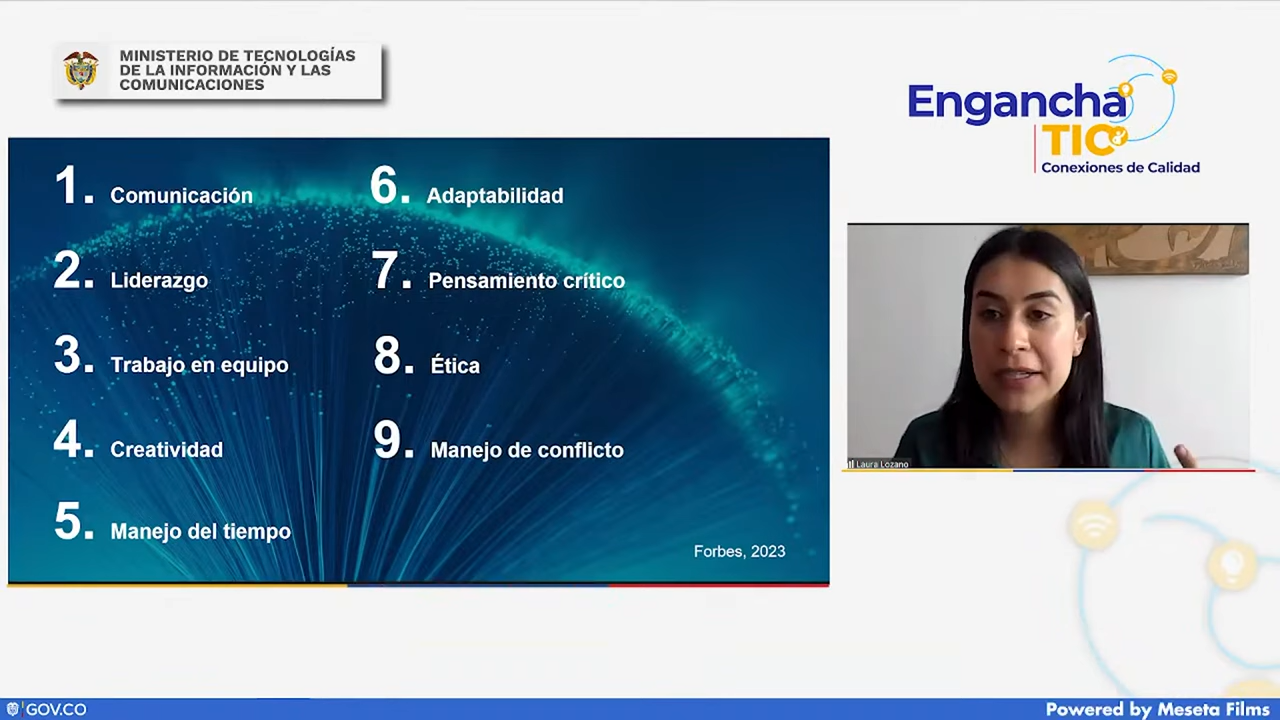 MINISTERIO DE TECNOLOGÍAS
DE LA INFORMACIÓN Y LAS
COMUNICACIONES
Engancha
TIC
Conexiones de Calidad
1. Comunicación
2. Liderazgo
3. Trabajo en equipo
4. Creatividad
5. Manejo del tiempo
6. Adaptabilidad
7. Pensamiento crítico
8. Ética
9. Manejo de conflicto
Forbes, 2023
Laura Lozano
GOV.CO
Powered by Meseta Films